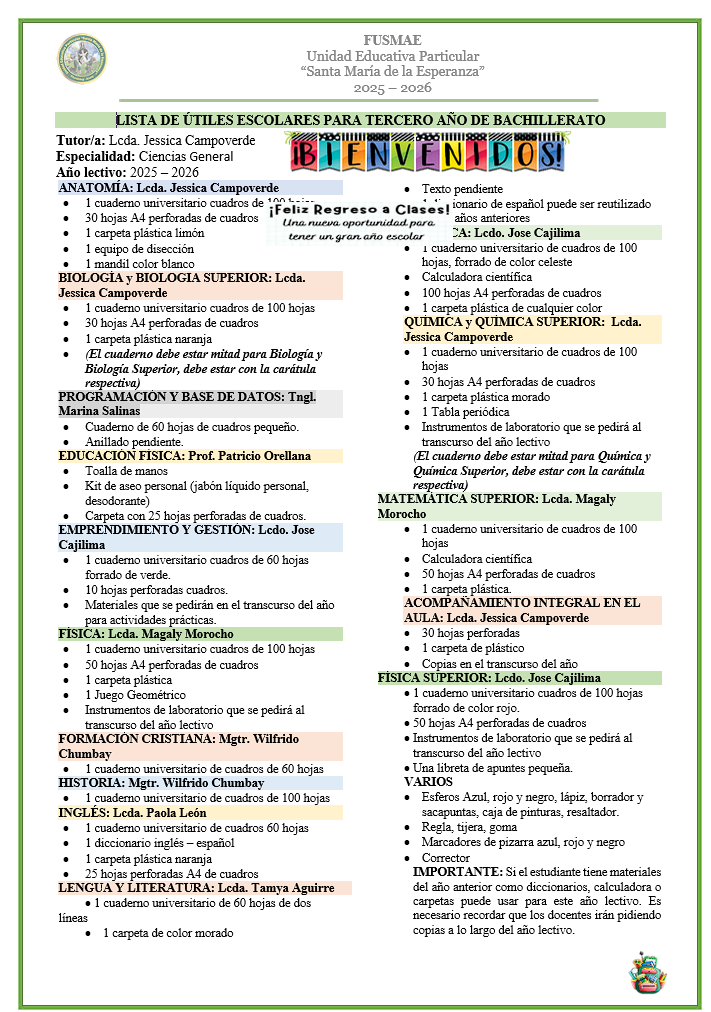 FUSMAE
Unidad Educativa Particular
“Santa María de la Esperanza”
2025 – 2026
LISTA DE ÚTILES ESCOLARES PARA TERCERO AÑO DE BACHILLERATO
Tutor/a: Lcda. Jessica Campoverde
Especialidad: Ciencias General
Año lectivo: 2025 – 2026
¡BIENVENIDOS!
¡Feliz Regreso a Clases!
Una nueva oportunidad para
tener un gran año escolar
ANATOMÍA: Lcda. Jessica Campoverde
• 1 cuaderno universitario cuadros de 100 hojas
• 30 hojas A4 perforadas de cuadros
• 1 carpeta plástica limón
• 1 equipo de disección
• 1 mandil color blanco
BIOLOGÍA y BIOLOGIA SUPERIOR: Lcda.
Jessica Campoverde
• 1 cuaderno universitario cuadros de 100 hojas
• 30 hojas A4 perforadas de cuadros
• 1 carpeta plástica naranja
• (El cuaderno debe estar mitad para Biología y
Biología Superior, debe estar con la carátula
respectiva)
PROGRAMACIÓN Y BASE DE DATOS: Tngl.
Marina Salinas
• Cuaderno de 60 hojas de cuadros pequeño.
• Anillado pendiente.
EDUCACIÓN FÍSICA: Prof. Patricio Orellana
• Toalla de manos
• Kit de aseo personal (jabón líquido personal,
desodorante)
• Carpeta con 25 hojas perforadas de cuadros.
EMPRENDIMIENTO Y GESTIÓN: Lcdo. Jose
Cajilima
• 1 cuaderno universitario cuadros de 60 hojas
forrado de verde.
• 10 hojas perforadas cuadros.
• Materiales que se pedirán en el transcurso del año
para actividades prácticas.
FÍSICA: Lcda. Magaly Morocho
• 1 cuaderno universitario cuadros de 100 hojas
• 50 hojas A4 perforadas de cuadros
• 1 carpeta plástica
• 1 Juego Geométrico
• Instrumentos de laboratorio que se pedirá al
transcurso del año lectivo
FORMACIÓN CRISTIANA: Mgtr. Wilfrido
Chumbay
• 1 cuaderno universitario de cuadros de 60 hojas
HISTORIA: Mgtr. Wilfrido Chumbay
• 1 cuaderno universitario de cuadros de 100 hojas
INGLÉS: Lcda. Paola León
• 1 cuaderno universitario de cuadros 60 hojas
• 1 diccionario inglés – español
• 1 carpeta plástica naranja
• 25 hojas perforadas A4 de cuadros
LENGUA Y LITERATURA: Lcda. Tamya Aguirre
• 1 cuaderno universitario de 60 hojas de dos
líneas
• 1 carpeta de color morado
• Texto pendiente
de español puede ser reutilizado
años anteriores
Lcdo. Jose Cajilima
• 1 cuaderno universitario de cuadros de 100
hojas, forrado de color celeste
• Calculadora científica
• 100 hojas A4 perforadas de cuadros
• 1 carpeta plástica de cualquier color
QUÍMICA y QUÍMICA SUPERIOR: Lcda.
Jessica Campoverde
• 1 cuaderno universitario de cuadros de 100
hojas
• 30 hojas A4 perforadas de cuadros
• 1 carpeta plástica morado
• 1 Tabla periódica
• Instrumentos de laboratorio que se pedirá al
transcurso del año lectivo
(El cuaderno debe estar mitad para Química y
Química Superior, debe estar con la carátula
respectiva)
MATEMÁTICA SUPERIOR: Lcda. Magaly
Morocho
• 1 cuaderno universitario de cuadros de 100
hojas
• Calculadora científica
• 50 hojas A4 perforadas de cuadros
• 1 carpeta plástica.
ACOMPAÑAMIENTO INTEGRAL EN EL
AULA: Lcda. Jessica Campoverde
• 30 hojas perforadas
• 1 carpeta de plástico
• Copias en el transcurso del año
FÍSICA SUPERIOR: Lcdo. Jose Cajilima
• 1 cuaderno universitario cuadros de 100 hojas
forrado de color rojo.
• 50 hojas A4 perforadas de cuadros
• Instrumentos de laboratorio que se pedirá al
transcurso del año lectivo
• Una libreta de apuntes pequeña.
VARIOS
• Esferos Azul, rojo y negro, lápiz, borrador y
sacapuntas, caja de pinturas, resaltador.
• Regla, tijera, goma
• Marcadores de pizarra azul, rojo y negro
• Corrector
IMPORTANTE: Si el estudiante tiene materiales
del año anterior como diccionarios, calculadora o
carpetas puede usar para este año lectivo. Es
necesario recordar que los docentes irán pidiendo
copias a lo largo del año lectivo.